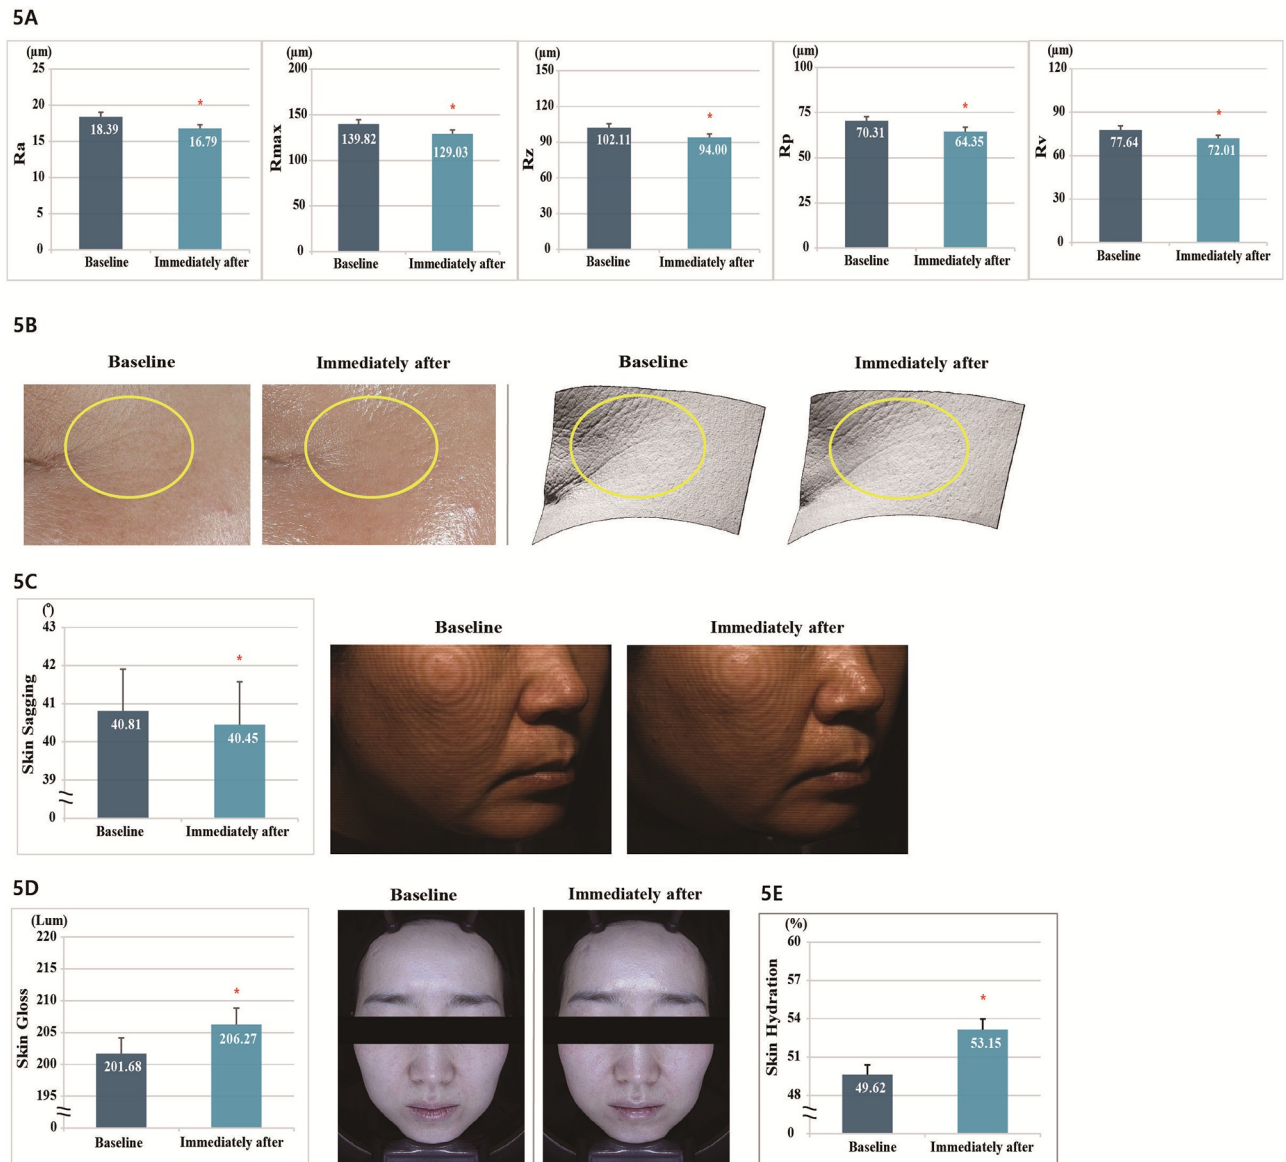 5A
(μm)
25
20
15
10
5
0
Ra
18.39
*
16.79
Baseline
Immediately after
(μm)
200
150
100
50
0
Rmax
139.82
*
129.03
Baseline
Immediately after
(μm)
150
120
90
60
30
0
Rz
102.11
*
94.00
Baseline
Immediately after
(μm)
100
75
50
25
0
Rp
70.31
*
64.35
Baseline
Immediately after
(μm)
120
90
60
30
0
Rv
77.64
*
72.01
Baseline
Immediately after
5B
Baseline
Immediately after
Baseline
Immediately after
5C
(°)
43
42
41
40
39
0
Skin Sagging
40.81
*
40.45
Baseline
Immediately after
Baseline
Immediately after
5D
(Lum)
220
215
210
205
200
195
0
Skin Gloss
201.68
*
206.27
Baseline
Immediately after
Baseline
Immediately after
5E
(%)
60
57
54
51
48
0
Skin Hydration
49.62
*
53.15
Baseline
Immediately after